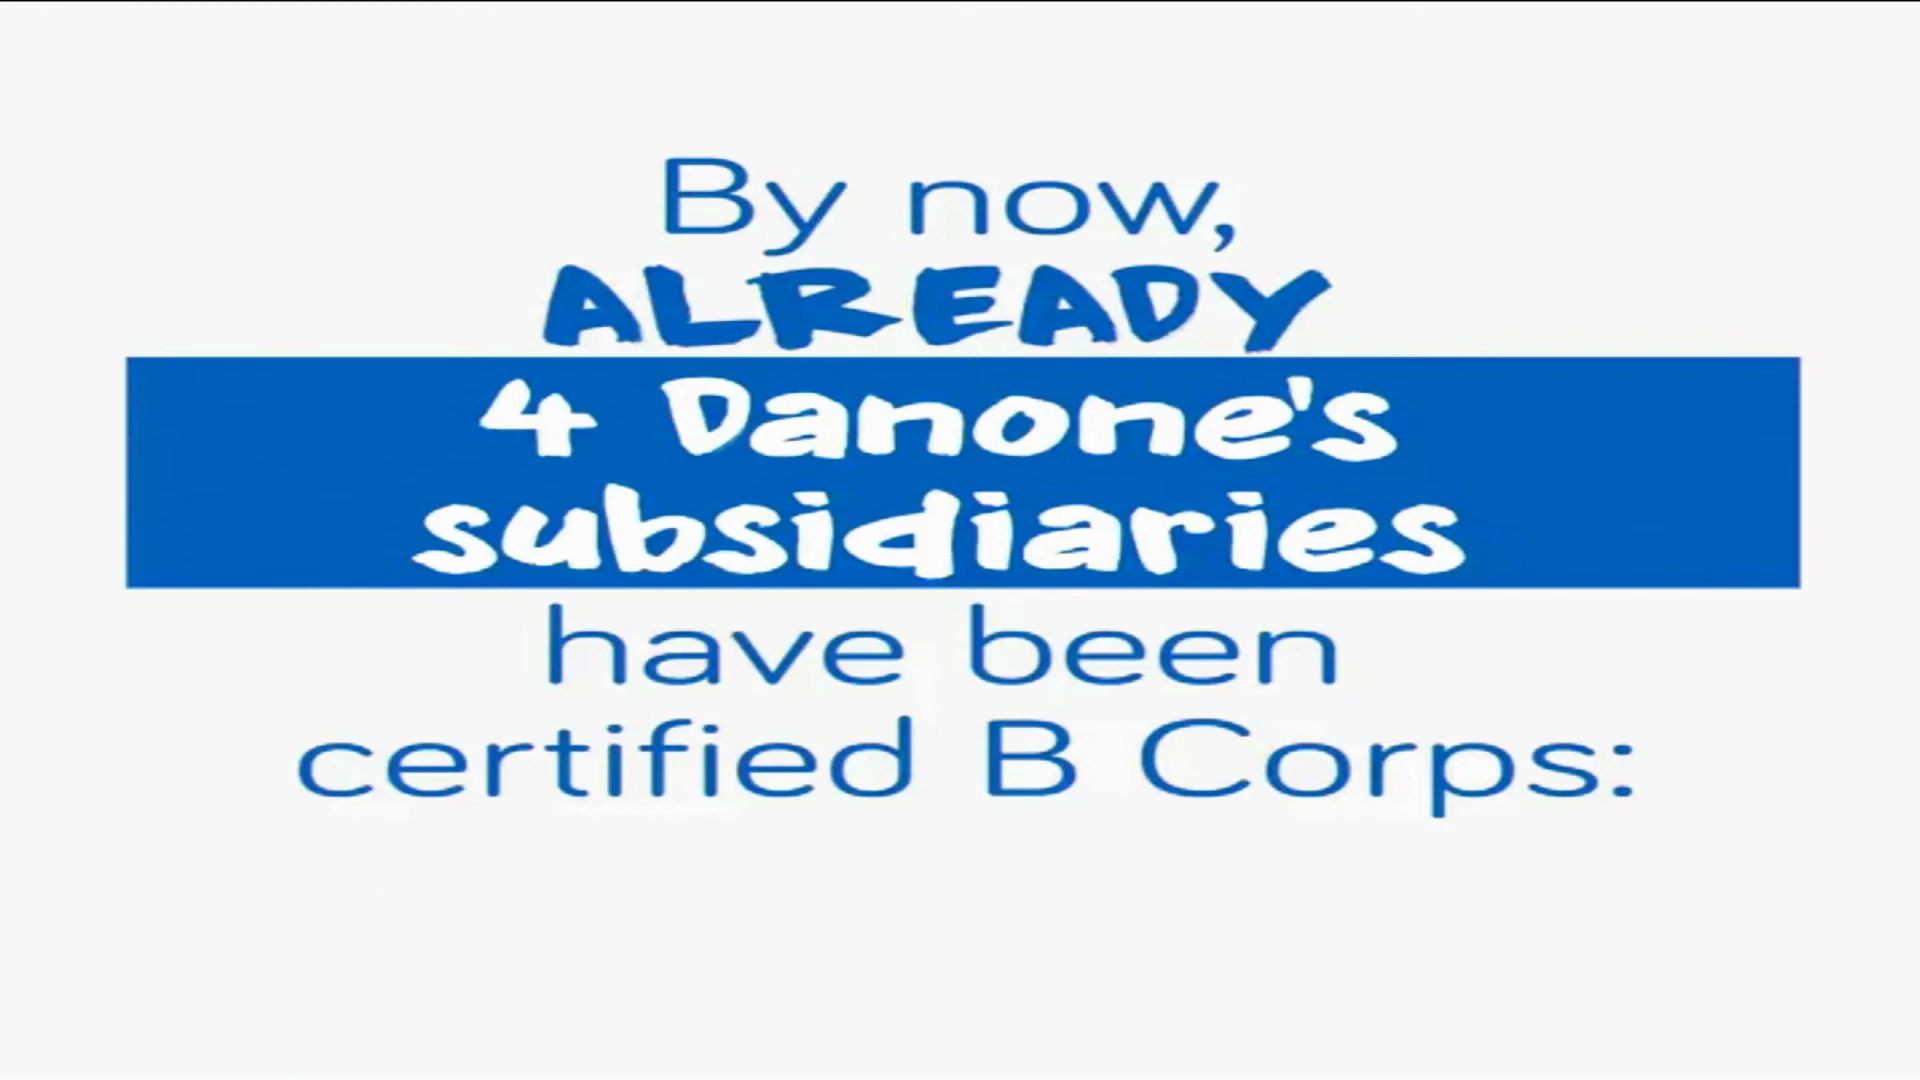 By now,
ALREADY
4 Danone's
subsidiaries
have been
certified B Corps: